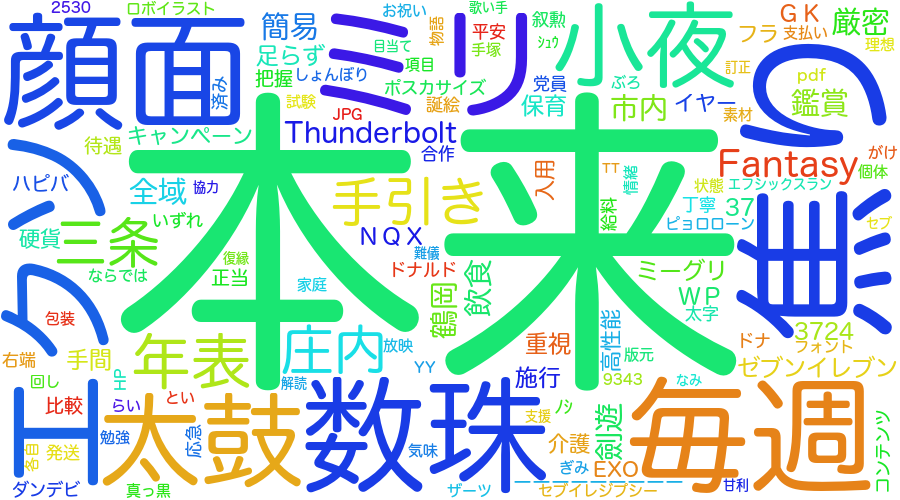 2530
ロボイラスト
お祝い
歌い手
顔面
簡易
ミリ
小夜
GK
厳密
叙勲
物語
平安
フラ
支払い
理想
足らず
目当て
手塚
ｼｭｳ
把握
しょんぼり
項目
訂正
済み
ポスカサイズ
党員
ぶろ
pdf
試験
誕絵
保育
市内
イヤー
鑑賞
JPG
素材
キャンペーン
Thunderbolt
待遇
合作
Fantasy
がけ
個体
ハピバ
全域
協力
本来
手引き
入用
TT
情緒
状態
エフシックスラン
丁寧
37
セブ
三条
いずれ
給料
ピョロローン
硬貨
NQX
復縁
難儀
ならでは
正当
ドナルド
飲食
ミーグリ
家庭
鶴岡
WP
太字
包装
高性能
3724
ドナ
フォント
右端
手間
年表
庄内
放映
重視
版元
YY
ゼブンイレブン
HP
回し
解読
施行
9343
なみ
エ
比較
らい
とい
太鼓
数珠
ﾉｼ
支援
劍遊
毎週
コンテンツ
勉強
応急
気味
介護
各自
発送
ぎみ
EXO
ダンデビ
真っ黒
ザーツ
セブイレジプシー
甘利